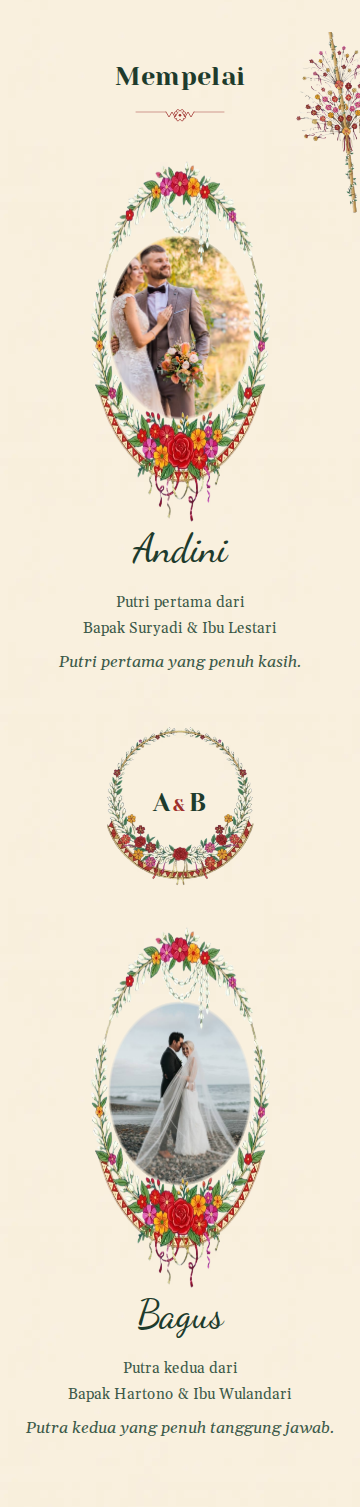 Mempelai
Andini
Putri pertama dari
Bapak Suryadi & Ibu Lestari
Putri pertama yang penuh kasih.
A & B
Bagus
Putra kedua dari
Bapak Hartono & Ibu Wulandari
Putra kedua yang penuh tanggung jawab.